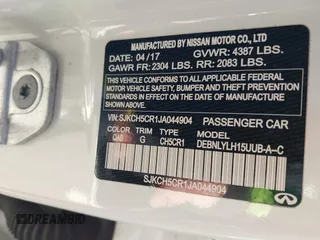 MANUFACTURED BY NISSAN MOTOR CO., LTD.
DATE: 04/17 GVWR: 4387 LBS.
GAWR FR: 2304 LBS. RR: 2083 LBS.
THIS VEHICLE CONFORMS TO ALL APPLICABLE
FEDERAL MOTOR VEHICLE SAFETY, BUMPER AND THEFT PREVENTION
STANDARDS IN EFFECT ON THE DATE OF MANUFACTURE SHOWN ABOVE.
VIN: SJKCH5CR1JA044904 PASSENGER CAR
COLOR TRIM TYPE MODEL
QAB G CH5CR1 DEBNLYLH15UUB-A-C
SJKCH5CR1JA044904
INFINITI
DREAMBID